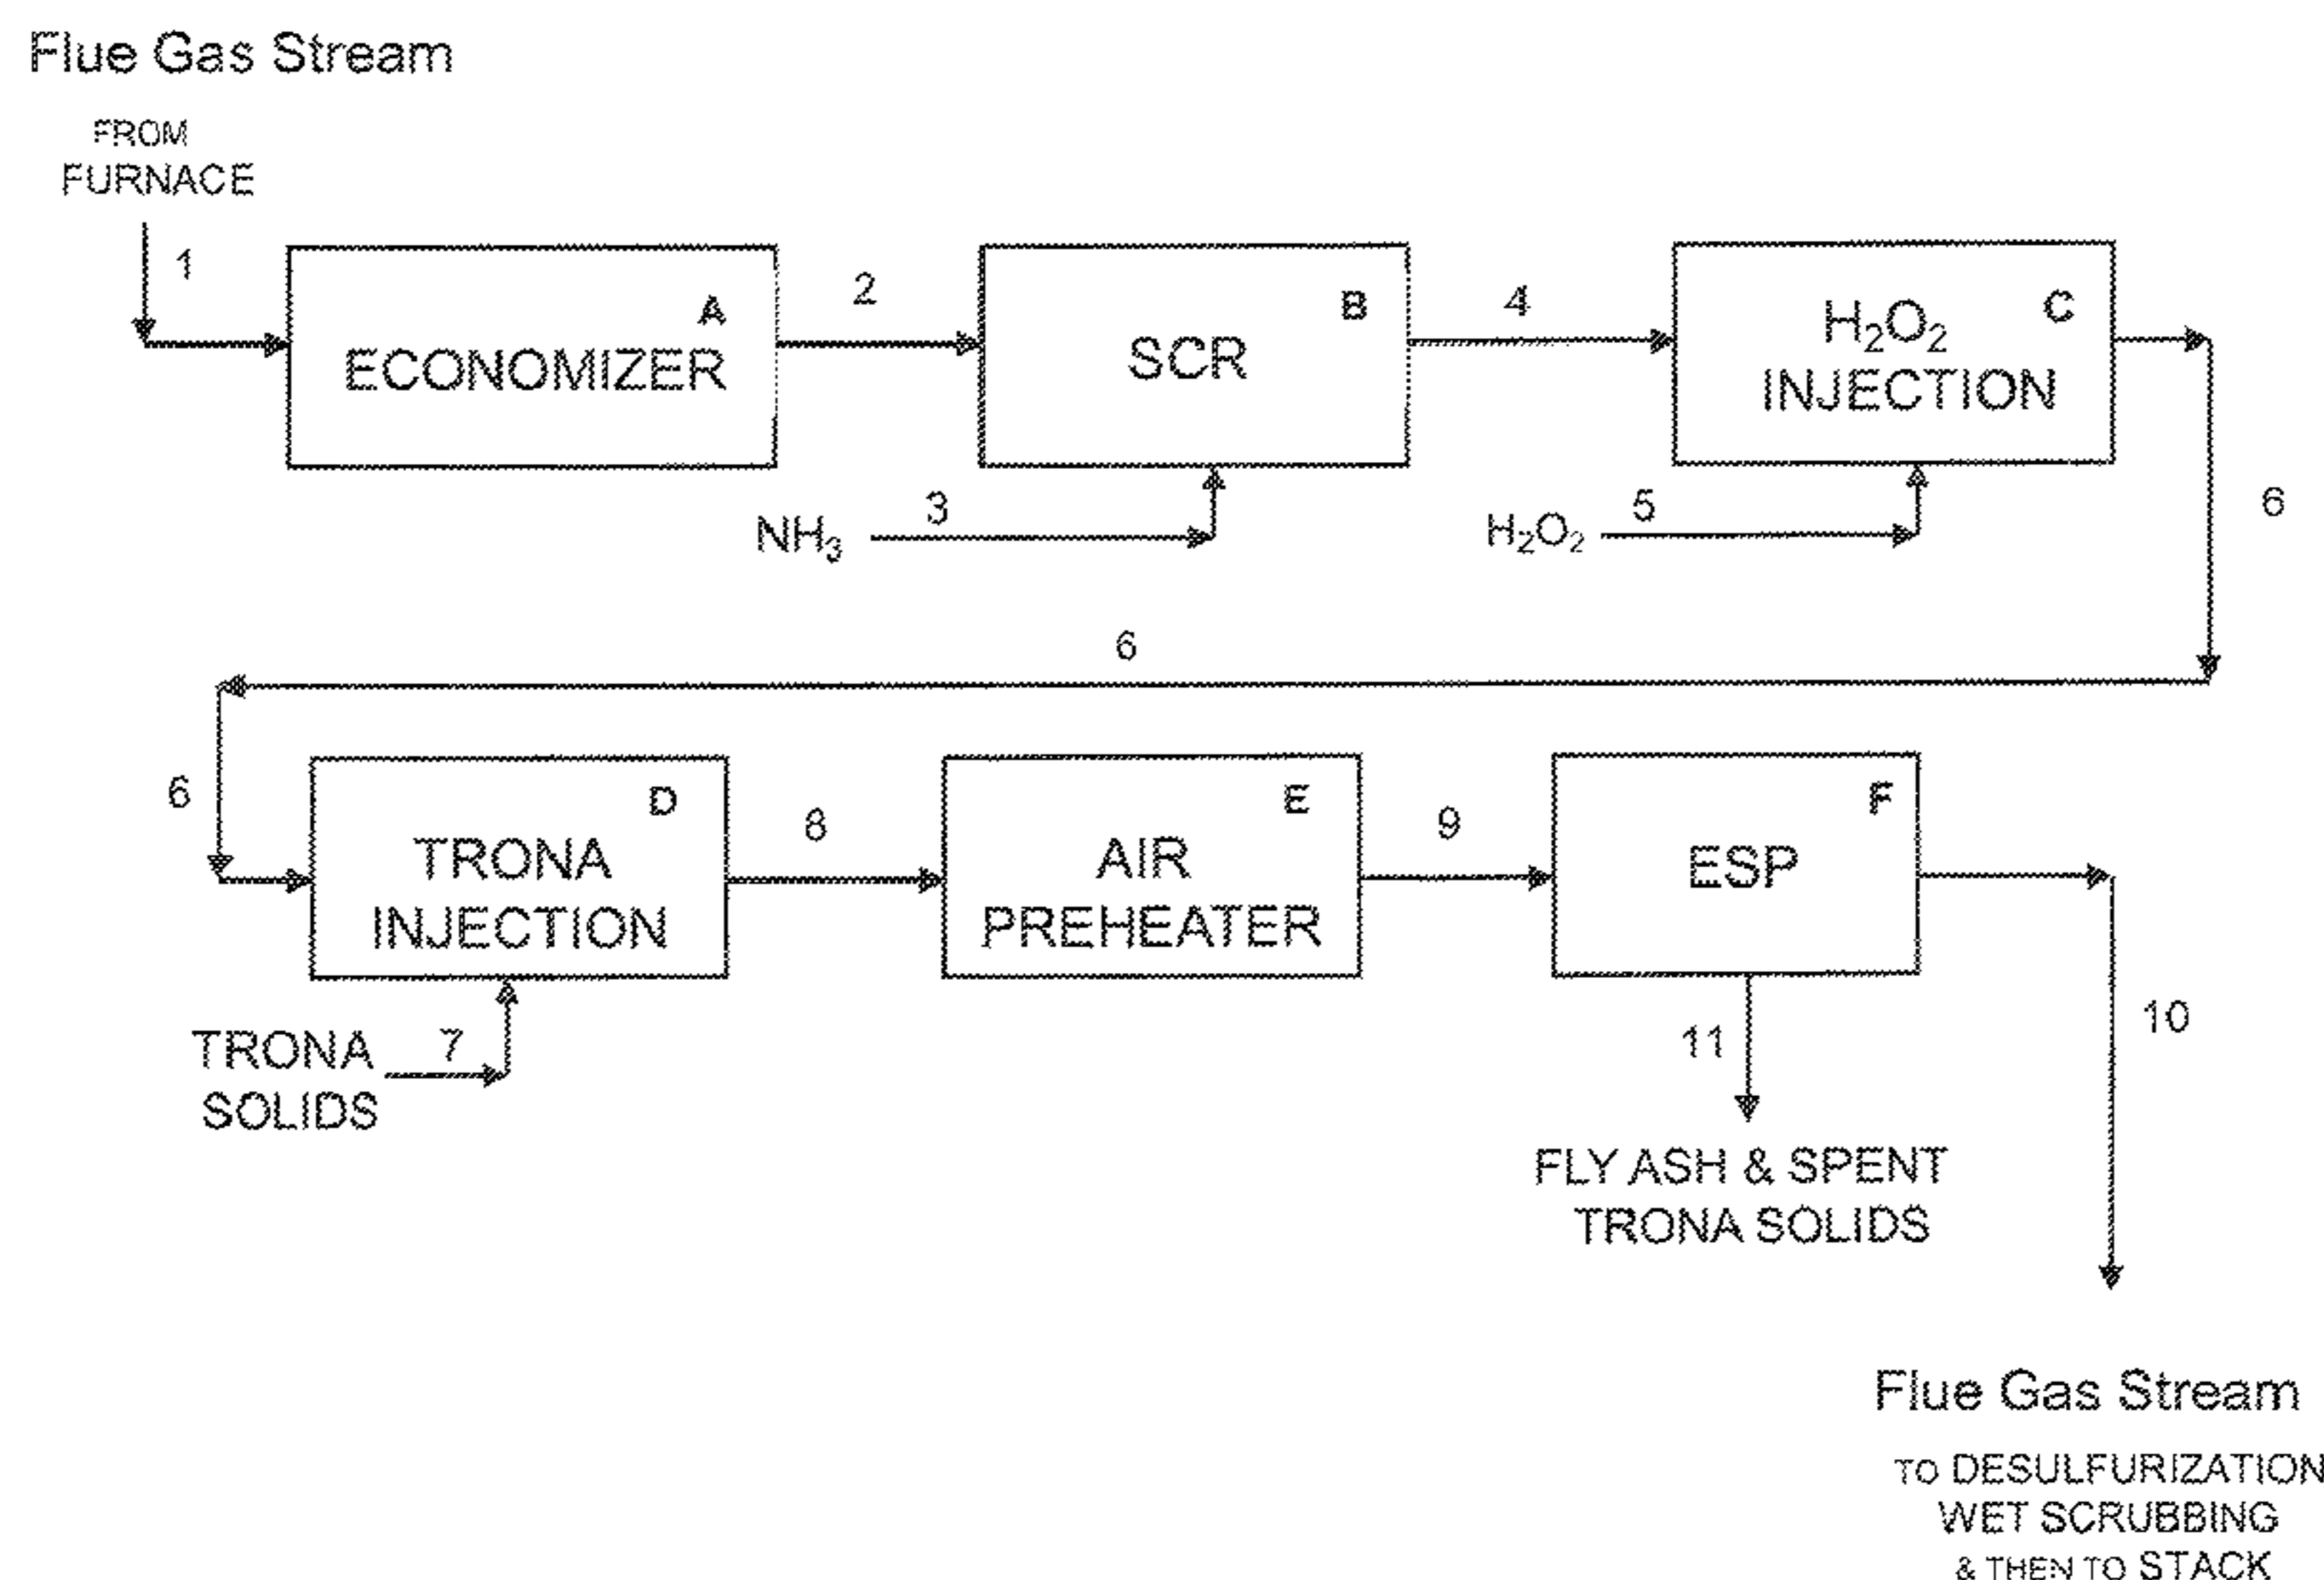 Flue Gas Stream
FROM
FURNACE
1
A
ECONOMIZER
2
B
SCR
NH₃
3
4
C
H₂O₂
INJECTION
H₂O₂
5
6
6
6
D
TRONA
INJECTION
TRONA
SOLIDS
7
8
E
AIR
PREHEATER
9
F
ESP
11
FLY ASH & SPENT
TRONA SOLIDS
10
Flue Gas Stream
TO DESULFURIZATION
WET SCRUBBING
& THEN TO STACK